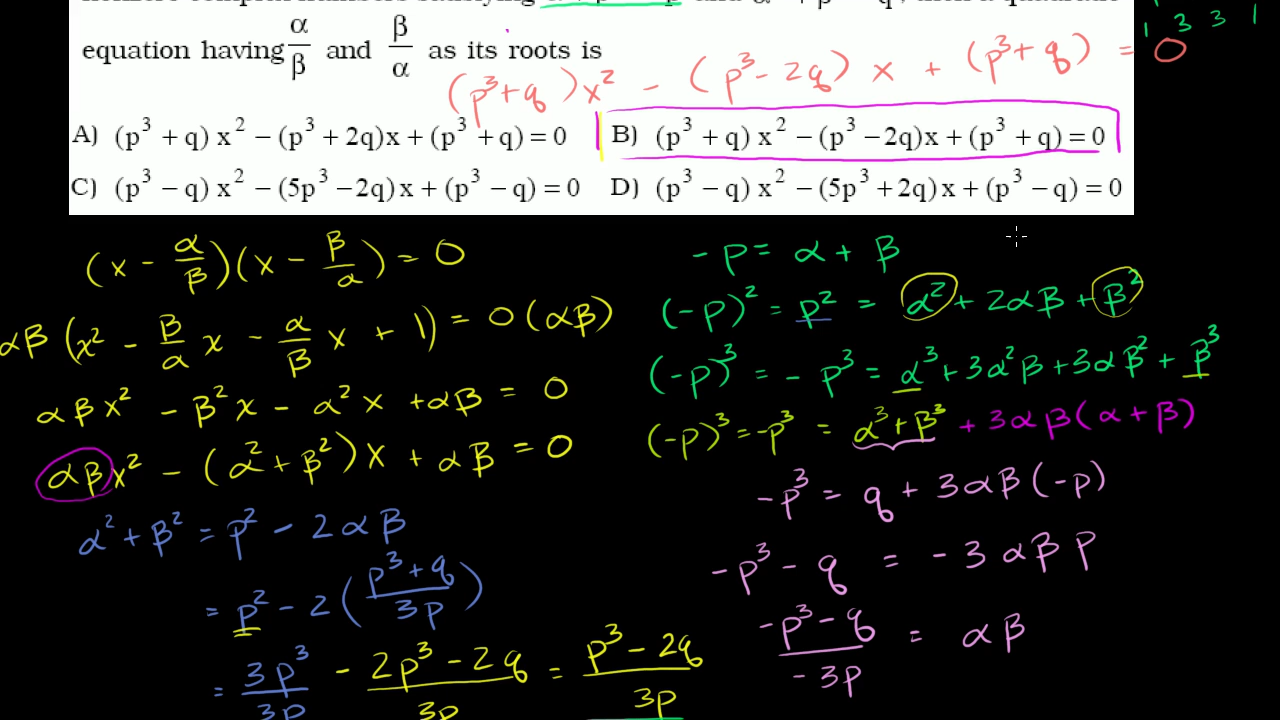 equation having α/β and β/α as its roots is
(p³+q)x² - (p³-2q)x + (p³+q) = 0
1 3 3 1
A) (p³ + q) x² − (p³ + 2q)x + (p³ + q) = 0
B) (p³ + q) x² − (p³ − 2q)x + (p³ + q) = 0
C) (p³ − q) x² − (5p³ − 2q) x + (p³ − q) = 0
D) (p³ − q) x² − (5p³ + 2q) x + (p³ − q) = 0
(x - α/β)(x - β/α) = 0
αβ(x² - β/α x - α/β x + 1) = 0(αβ)
αβx² - β²x - α²x + αβ = 0
αβx² - (α²+β²)x + αβ = 0
α²+β² = p² - 2αβ
= p² - 2(p³+q/3p)
= 3p³/3p - 2p³-2q/3p = p³-2q/3p
-p = α + β
(-p)² = p² = α² + 2αβ + β²
(-p)³ = -p³ = α³ + 3α²β + 3αβ² + β³
(-p)³ = -p³ = α³+β³ + 3αβ(α+β)
-p³ = q + 3αβ(-p)
-p³ - q = -3αβp
-p³-q/-3p = αβ